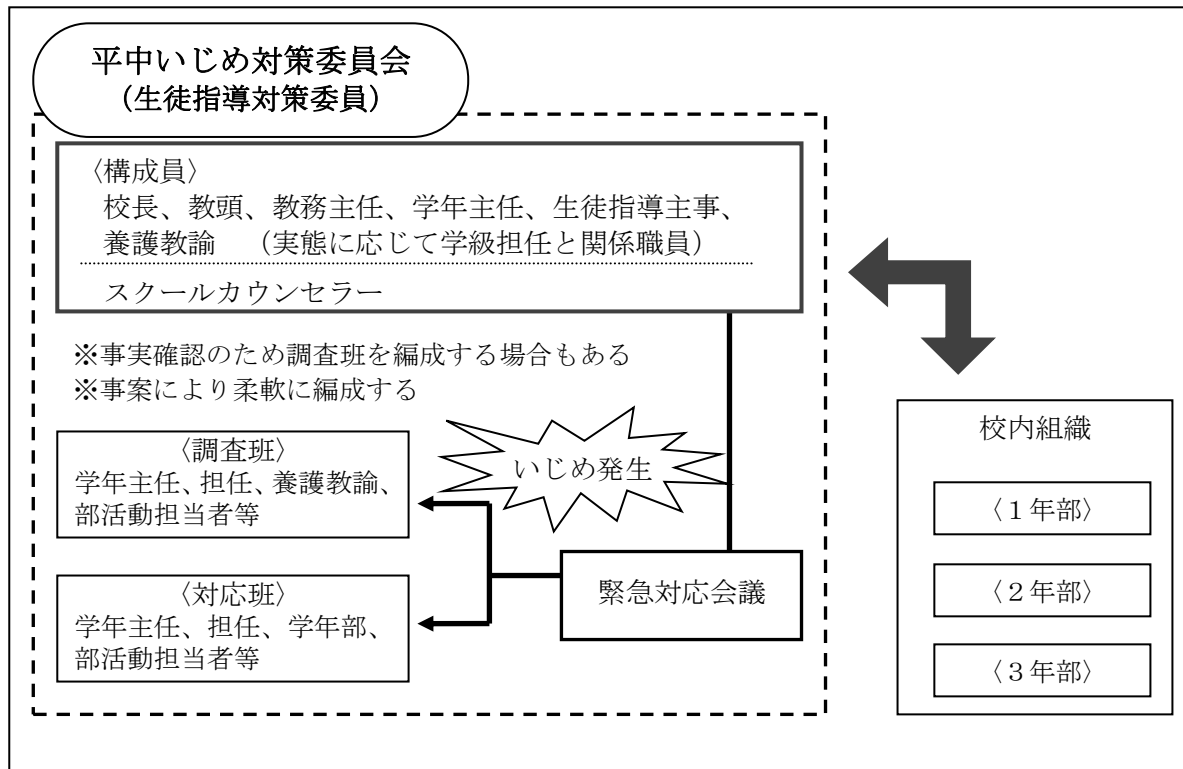 平中いじめ対策委員会
（生徒指導対策委員）
〈構成員〉
校長、教頭、教務主任、学年主任、生徒指導主事、
養護教諭　（実態に応じて学級担任と関係職員）
スクールカウンセラー
※事実確認のため調査班を編成する場合もある
※事案により柔軟に編成する
〈調査班〉
学年主任、担任、養護教諭、
部活動担当者等
いじめ発生
〈対応班〉
学年主任、担任、学年部、
部活動担当者等
緊急対応会議
校内組織
〈１年部〉
〈２年部〉
〈３年部〉